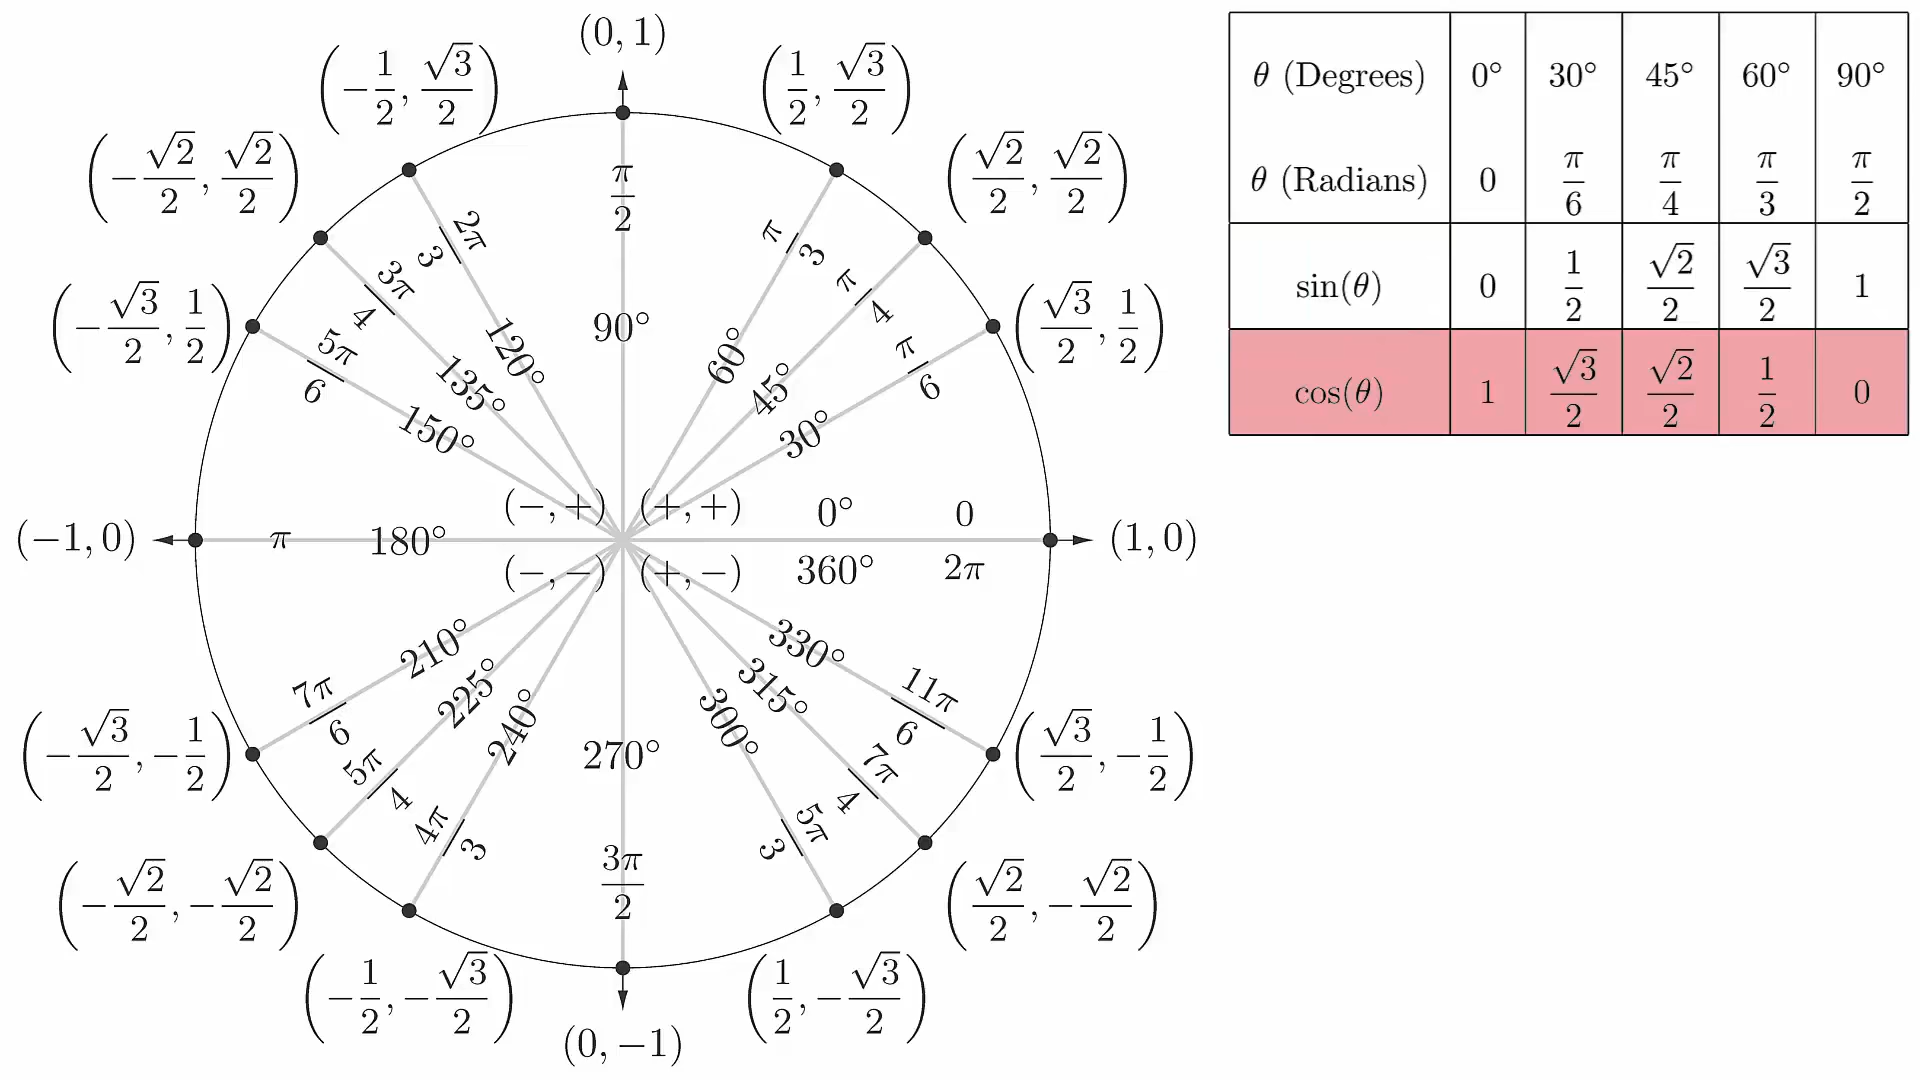 (0, 1)
(−1/2, √3/2)
(1/2, √3/2)
(−√2/2, √2/2)
(√2/2, √2/2)
(−√3/2, 1/2)
(√3/2, 1/2)
π/2
2π/3
π/3
3π/4
π/4
5π/6
π/6
90°
120°
60°
135°
45°
150°
30°
(−, +) (+, +)
0° 0
(−1, 0) π 180°
(1, 0)
(−, −) (+, −)
360° 2π
210°
330°
225°
315°
240°
300°
270°
7π/6
11π/6
5π/4
7π/4
4π/3
5π/3
3π/2
(−√3/2, −1/2)
(√3/2, −1/2)
(−√2/2, −√2/2)
(√2/2, −√2/2)
(−1/2, −√3/2)
(1/2, −√3/2)
(0, −1)
θ (Degrees) 0° 30° 45° 60° 90°
θ (Radians) 0 π/6 π/4 π/3 π/2
sin(θ) 0 1/2 √2/2 √3/2 1
cos(θ) 1 √3/2 √2/2 1/2 0